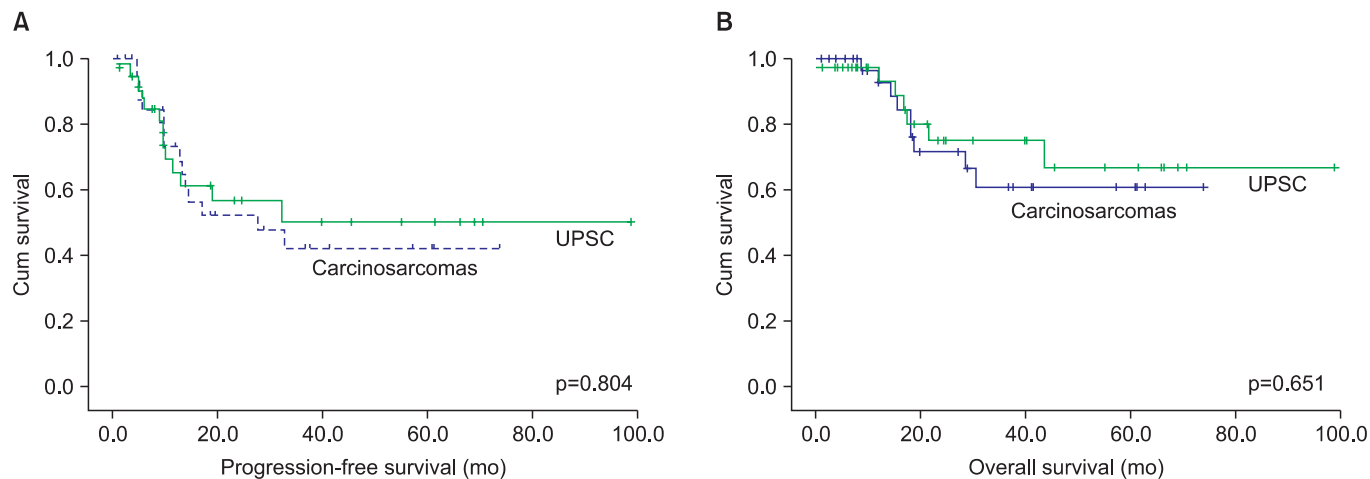 A
Cum survival
1.0
0.8
0.6
0.4
0.2
0.0
UPSC
Carcinosarcomas
p=0.804
0.0 20.0 40.0 60.0 80.0 100.0
Progression-free survival (mo)
B
Cum survival
1.0
0.8
0.6
0.4
0.2
0.0
UPSC
Carcinosarcomas
p=0.651
0.0 20.0 40.0 60.0 80.0 100.0
Overall survival (mo)